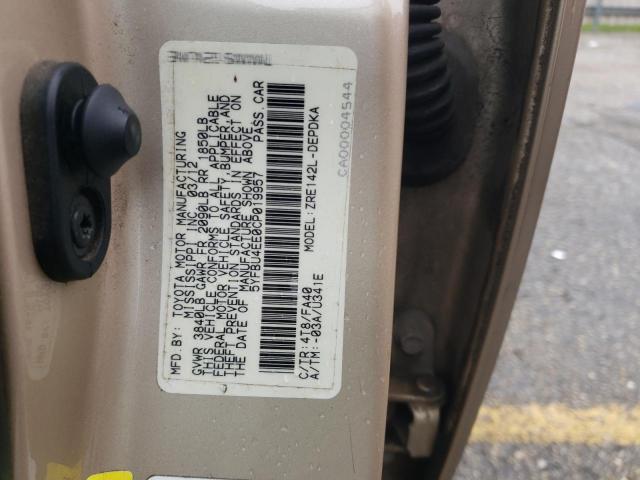 MFD. BY: TOYOTA MOTOR MANUFACTURING
MISSISSIPPI INC. 03/12
GVWR 3840LB GAWR FR 2090LB RR 1850LB
THIS VEHICLE CONFORMS TO ALL APPLICABLE
FEDERAL MOTOR VEHICLE SAFETY, BUMPER, AND
THEFT PREVENTION STANDARDS IN EFFECT ON
THE DATE OF MANUFACTURE SHOWN ABOVE.
5YFBU4EE0CP019957 PASS. CAR
C/TR: 4T8/FA40 MODEL: ZRE142L-DEPDKA
A/TM: -03A/U341E
CA00004544